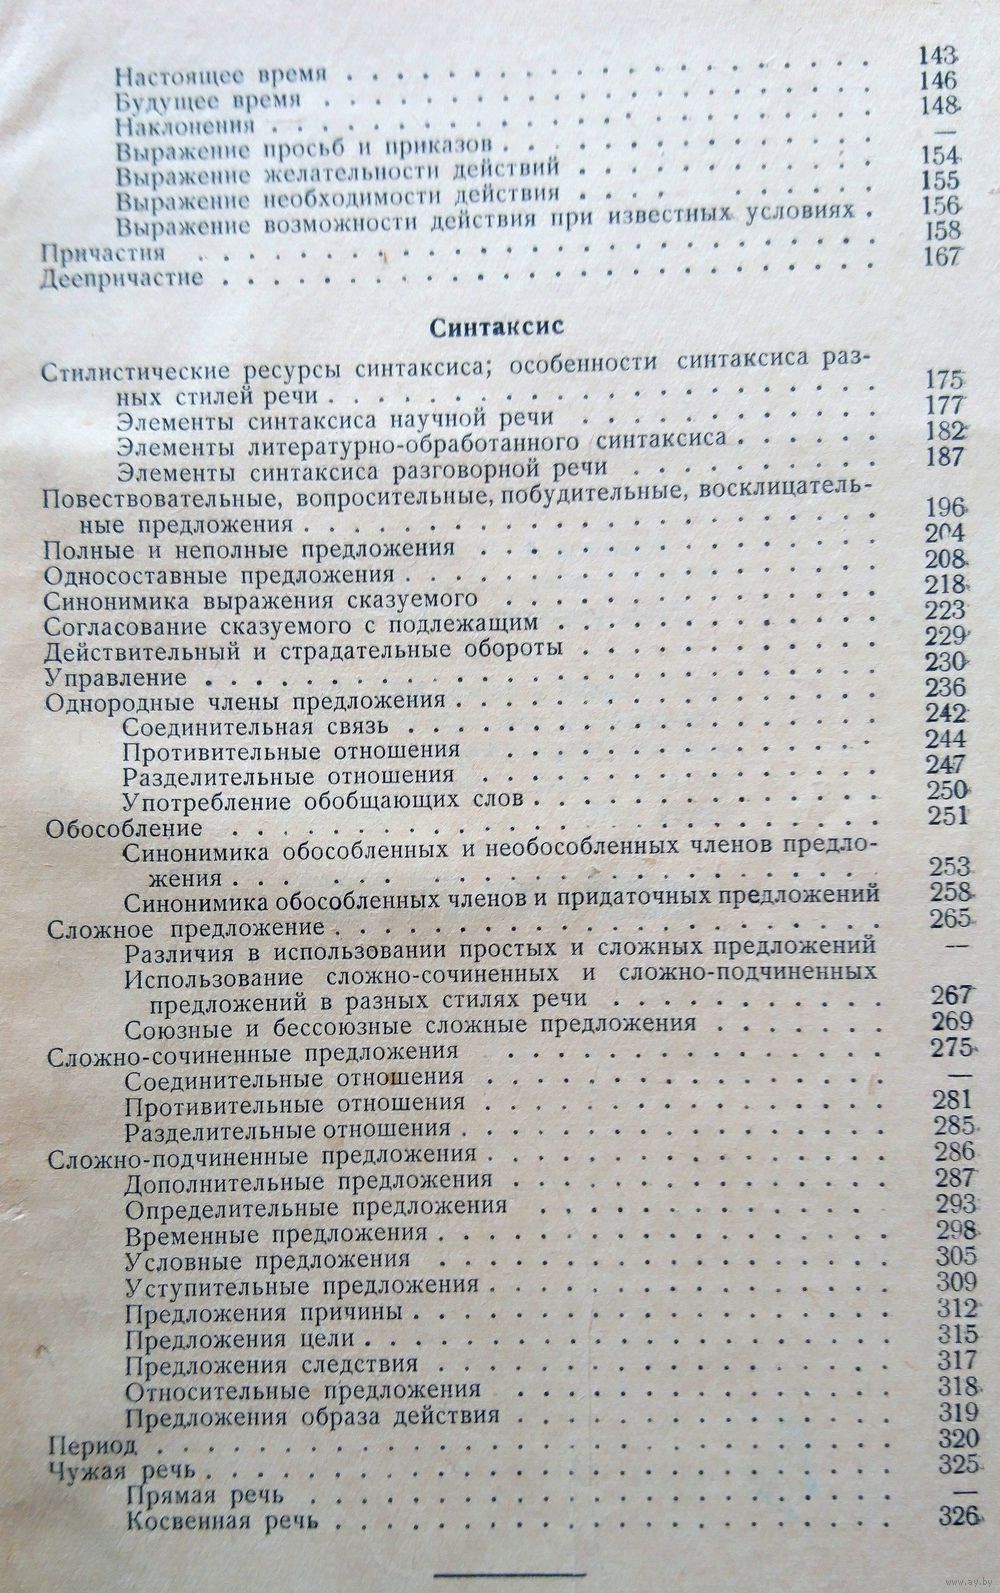 Настоящее время . . . . . . . . . . . . . . . . . . . . . 143
Будущее время . . . . . . . . . . . . . . . . . . . . . . 146
Наклонения . . . . . . . . . . . . . . . . . . . . . . . . 148
Выражение просьб и приказов . . . . . . . . . . . . . . . —
Выражение желательности действий . . . . . . . . . . . . 154
Выражение необходимости действия . . . . . . . . . . . . 155
Выражение возможности действия при известных условиях . 156
Причастия . . . . . . . . . . . . . . . . . . . . . . . . . 158
Деепричастие . . . . . . . . . . . . . . . . . . . . . . . 167
Синтаксис
Стилистические ресурсы синтаксиса; особенности синтаксиса раз-
ных стилей речи . . . . . . . . . . . . . . . . . . . . . . 175
Элементы синтаксиса научной речи . . . . . . . . . . . . 177
Элементы литературно-обработанного синтаксиса . . . . . . 182
Элементы синтаксиса разговорной речи . . . . . . . . . . 187
Повествовательные, вопросительные, побудительные, восклицатель-
ные предложения . . . . . . . . . . . . . . . . . . . . . . 196
Полные и неполные предложения . . . . . . . . . . . . . . 204
Односоставные предложения . . . . . . . . . . . . . . . . 208
Синонимика выражения сказуемого . . . . . . . . . . . . . 218
Согласование сказуемого с подлежащим . . . . . . . . . . 223
Действительный и страдательные обороты . . . . . . . . . 229
Управление . . . . . . . . . . . . . . . . . . . . . . . . 230
Однородные члены предложения . . . . . . . . . . . . . . 236
Соединительная связь . . . . . . . . . . . . . . . . . . . 242
Противительные отношения . . . . . . . . . . . . . . . . 244
Разделительные отношения . . . . . . . . . . . . . . . . 247
Употребление обобщающих слов . . . . . . . . . . . . . . 250
Обособление . . . . . . . . . . . . . . . . . . . . . . . 251
Синонимика обособленных и необособленных членов предло-
жения . . . . . . . . . . . . . . . . . . . . . . . . . . 253
Синонимика обособленных членов и придаточных предложений 258
Сложное предложение . . . . . . . . . . . . . . . . . . . 265
Различия в использовании простых и сложных предложений —
Использование сложно-сочиненных и сложно-подчиненных
предложений в разных стилях речи . . . . . . . . . . . . 267
Союзные и бессоюзные сложные предложения . . . . . . . 269
Сложно-сочиненные предложения . . . . . . . . . . . . . . 275
Соединительные отношения . . . . . . . . . . . . . . . . —
Противительные отношения . . . . . . . . . . . . . . . . 281
Разделительные отношения . . . . . . . . . . . . . . . . 285
Сложно-подчиненные предложения . . . . . . . . . . . . . 286
Дополнительные предложения . . . . . . . . . . . . . . . 287
Определительные предложения . . . . . . . . . . . . . . 293
Временные предложения . . . . . . . . . . . . . . . . . . 298
Условные предложения . . . . . . . . . . . . . . . . . . 305
Уступительные предложения . . . . . . . . . . . . . . . . 309
Предложения причины . . . . . . . . . . . . . . . . . . . 312
Предложения цели . . . . . . . . . . . . . . . . . . . . . 315
Предложения следствия . . . . . . . . . . . . . . . . . . 317
Относительные предложения . . . . . . . . . . . . . . . . 318
Предложения образа действия . . . . . . . . . . . . . . . 319
Период . . . . . . . . . . . . . . . . . . . . . . . . . . 320
Чужая речь . . . . . . . . . . . . . . . . . . . . . . . . 325
Прямая речь . . . . . . . . . . . . . . . . . . . . . . . —
Косвенная речь . . . . . . . . . . . . . . . . . . . . . . 326
www.ay.by